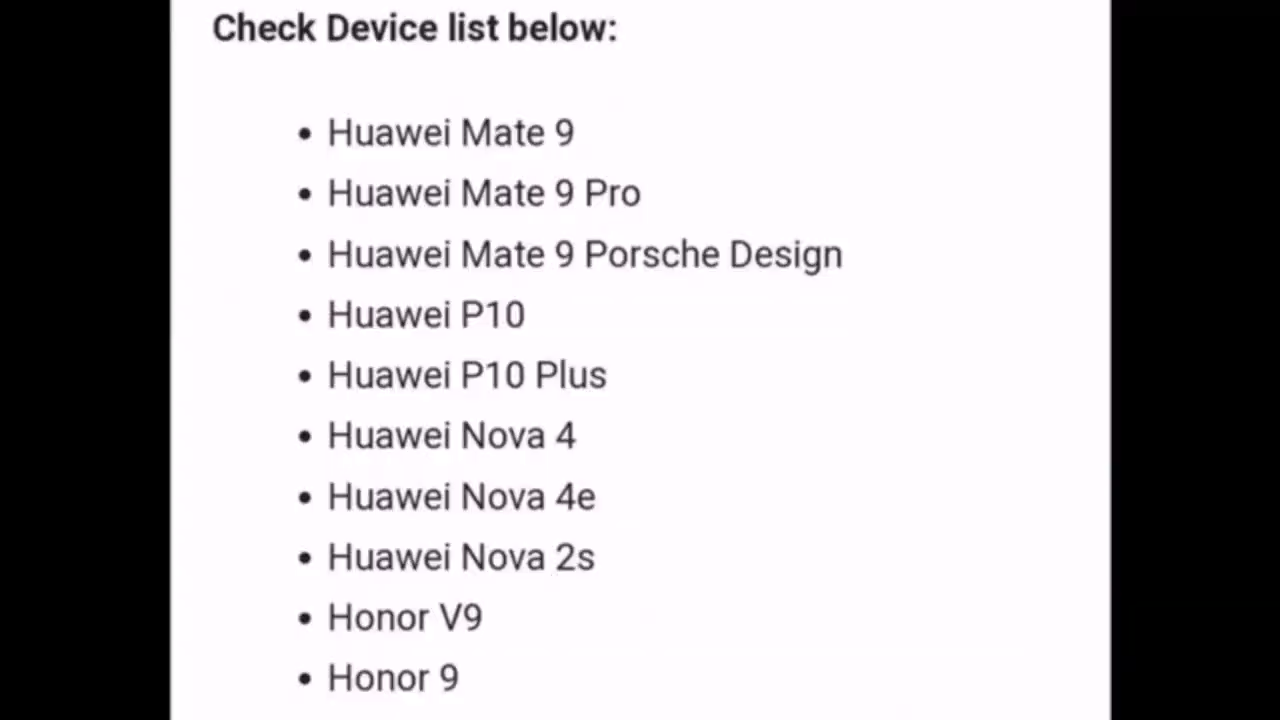 Check Device list below:
• Huawei Mate 9
• Huawei Mate 9 Pro
• Huawei Mate 9 Porsche Design
• Huawei P10
• Huawei P10 Plus
• Huawei Nova 4
• Huawei Nova 4e
• Huawei Nova 2s
• Honor V9
• Honor 9